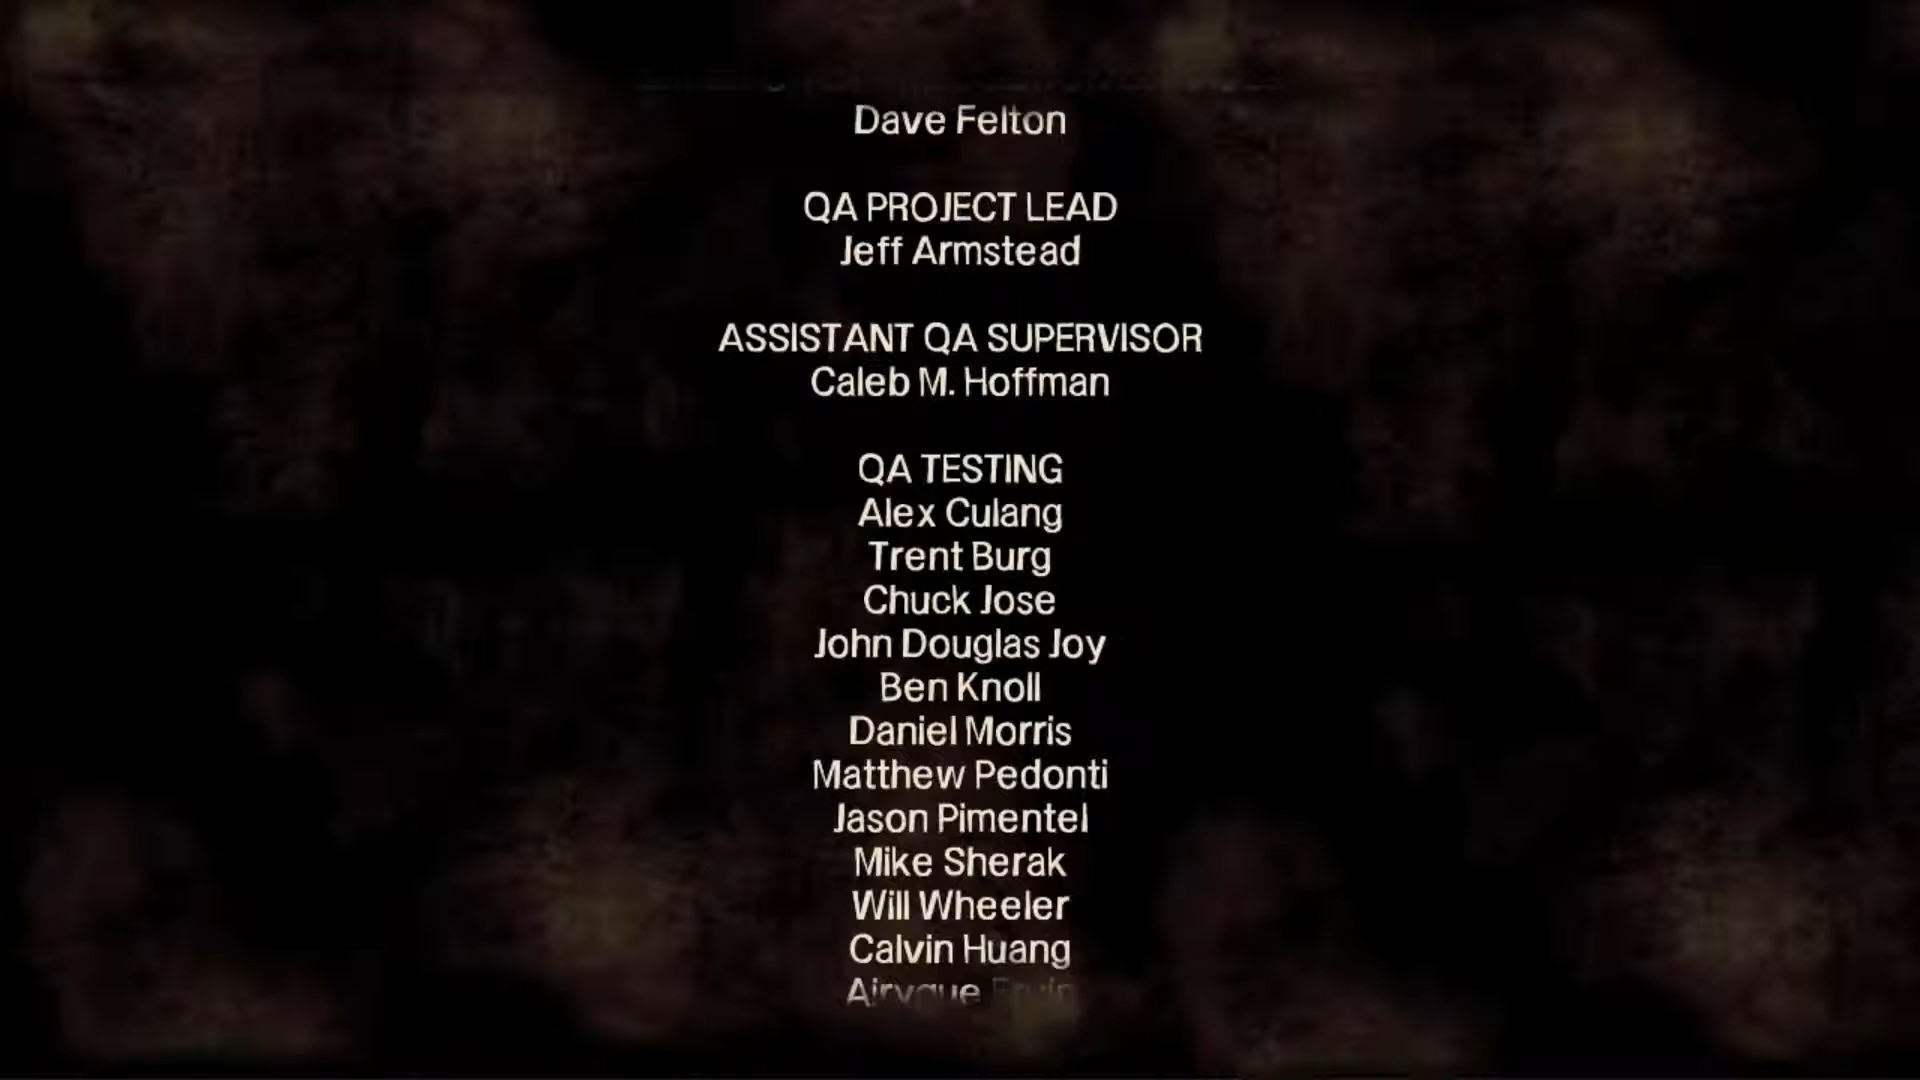 Dave Felton
QA PROJECT LEAD
Jeff Armstead
ASSISTANT QA SUPERVISOR
Caleb M. Hoffman
QA TESTING
Alex Culang
Trent Burg
Chuck Jose
John Douglas Joy
Ben Knoll
Daniel Morris
Matthew Pedonti
Jason Pimentel
Mike Sherak
Will Wheeler
Calvin Huang